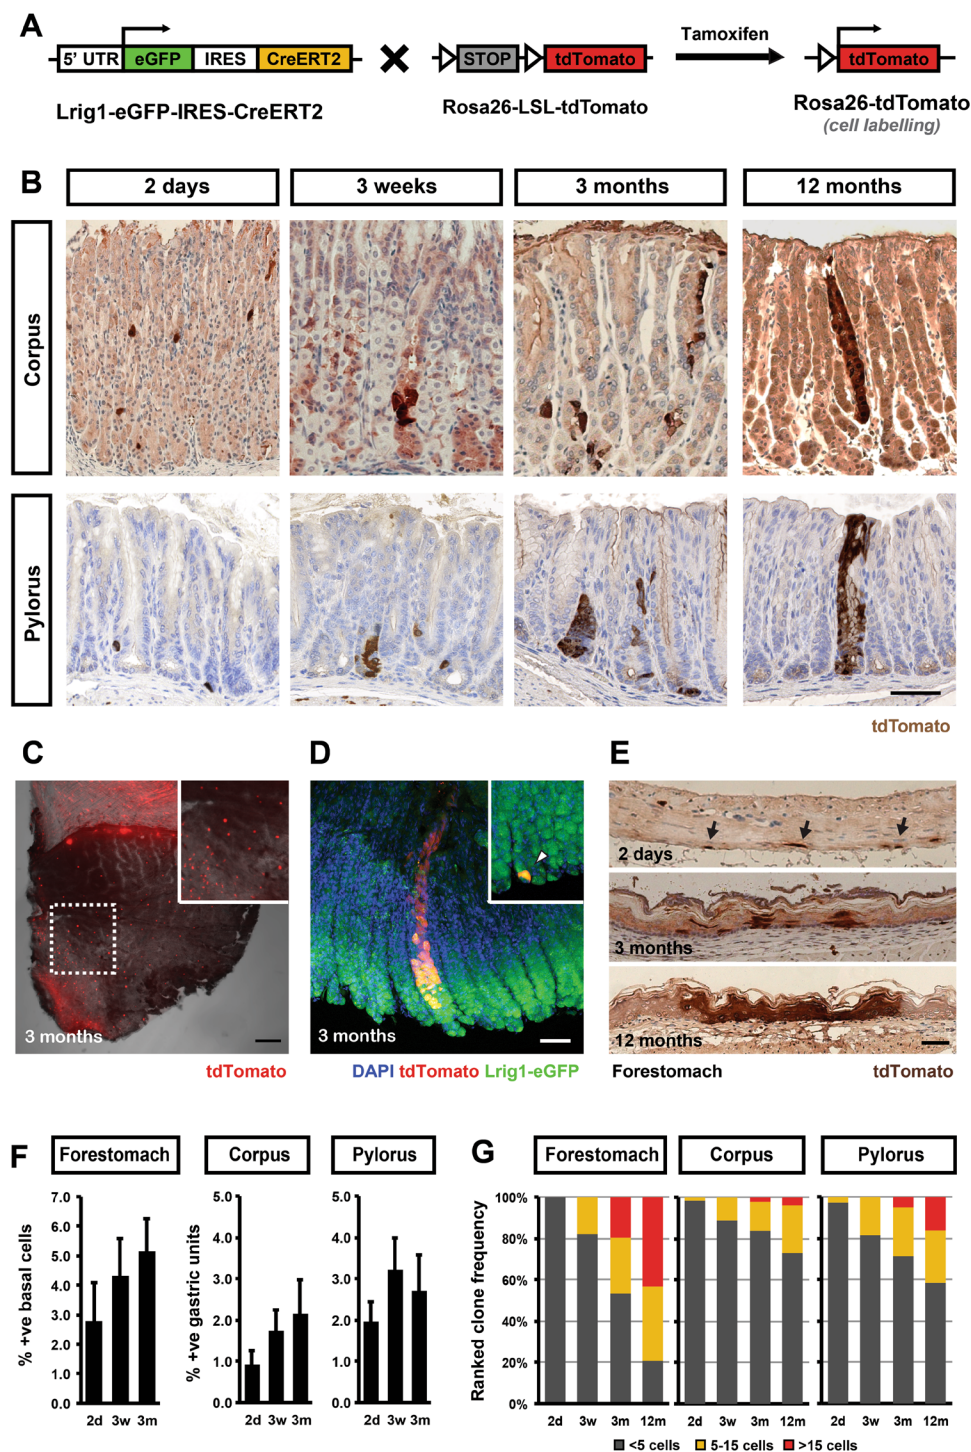 A
5' UTR eGFP IRES CreERT2
STOP tdTomato
Tamoxifen
tdTomato
Lrig1-eGFP-IRES-CreERT2
Rosa26-LSL-tdTomato
Rosa26-tdTomato
(cell labelling)
B
2 days
3 weeks
3 months
12 months
Corpus
Pylorus
tdTomato
C
3 months
tdTomato
D
3 months
DAPI tdTomato Lrig1-eGFP
E
2 days
3 months
12 months
Forestomach
tdTomato
F
Forestomach
% +ve basal cells
7.0
6.0
5.0
4.0
3.0
2.0
1.0
0.0
2d 3w 3m
Corpus
% +ve gastric units
5.0
4.0
3.0
2.0
1.0
0.0
2d 3w 3m
Pylorus
5.0
4.0
3.0
2.0
1.0
0.0
2d 3w 3m
G
Forestomach
Corpus
Pylorus
Ranked clone frequency
100%
80%
60%
40%
20%
0%
2d 3w 3m 12m
2d 3w 3m 12m
2d 3w 3m 12m
<5 cells 5-15 cells >15 cells